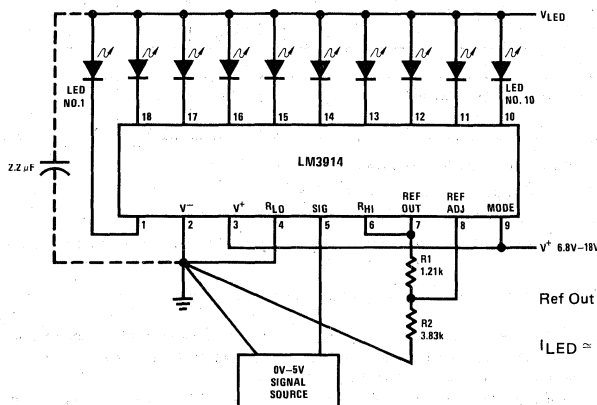 VLED
LED
NO.1
LED
NO. 10
18 17 16 15 14 13 12 11 10
2.2 µF
LM3914
V− V+ RLO SIG RHI REF OUT REF ADJ MODE
1 2 3 4 5 6 7 8 9
V+ 6.8V–18V
R1
1.21k
Ref Out
R2
3.83k
ILED ≃
0V–5V
SIGNAL
SOURCE